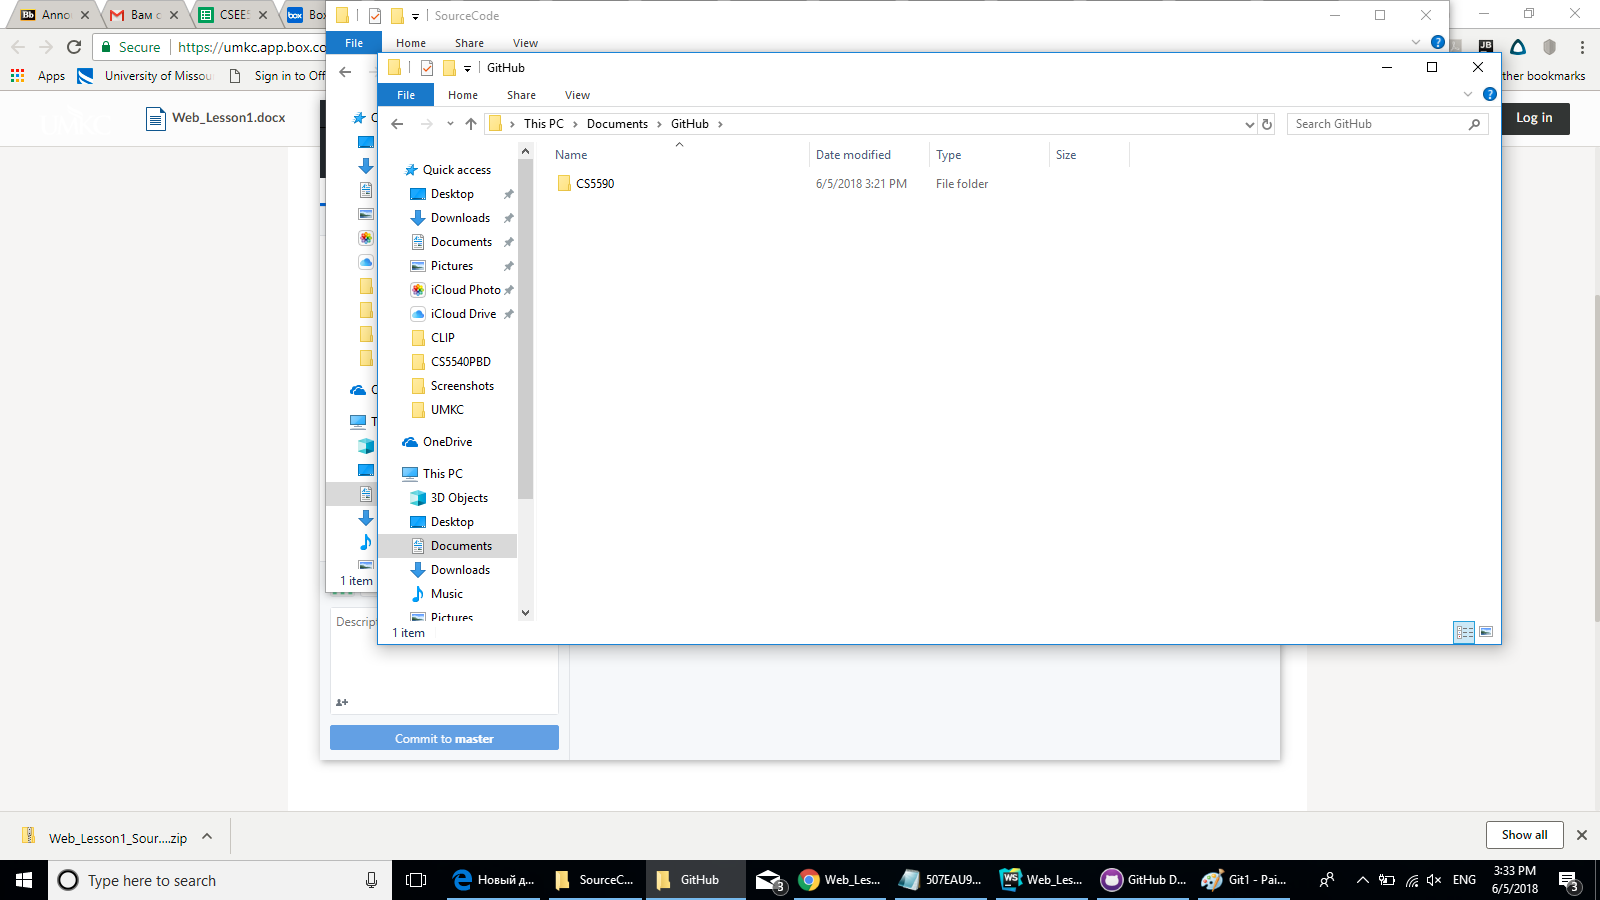 Anno
Вам с
CSEE5
Box
SourceCode
Secure
https://umkc.app.box.co
File
Home
Share
View
Apps
University of Missou
Sign in to Off
ther bookmarks
GitHub
File
Home
Share
View
Web_Lesson1.docx
Log in
This PC
Documents
GitHub
Search GitHub
Name
Date modified
Type
Size
CS5590
6/5/2018 3:21 PM
File folder
Quick access
Desktop
Downloads
Documents
Pictures
iCloud Photo
iCloud Drive
CLIP
CS5540PBD
Screenshots
UMKC
OneDrive
This PC
3D Objects
Desktop
Documents
Downloads
Music
Pictures
1 item
1 item
Descript
Commit to master
Web_Lesson1_Sour....zip
Show all
Type here to search
Новый д...
SourceC...
GitHub
3
Web_Les...
507EAU9...
Web_Les...
GitHub D...
Git1 - Pai...
ENG
3:33 PM
6/5/2018
3